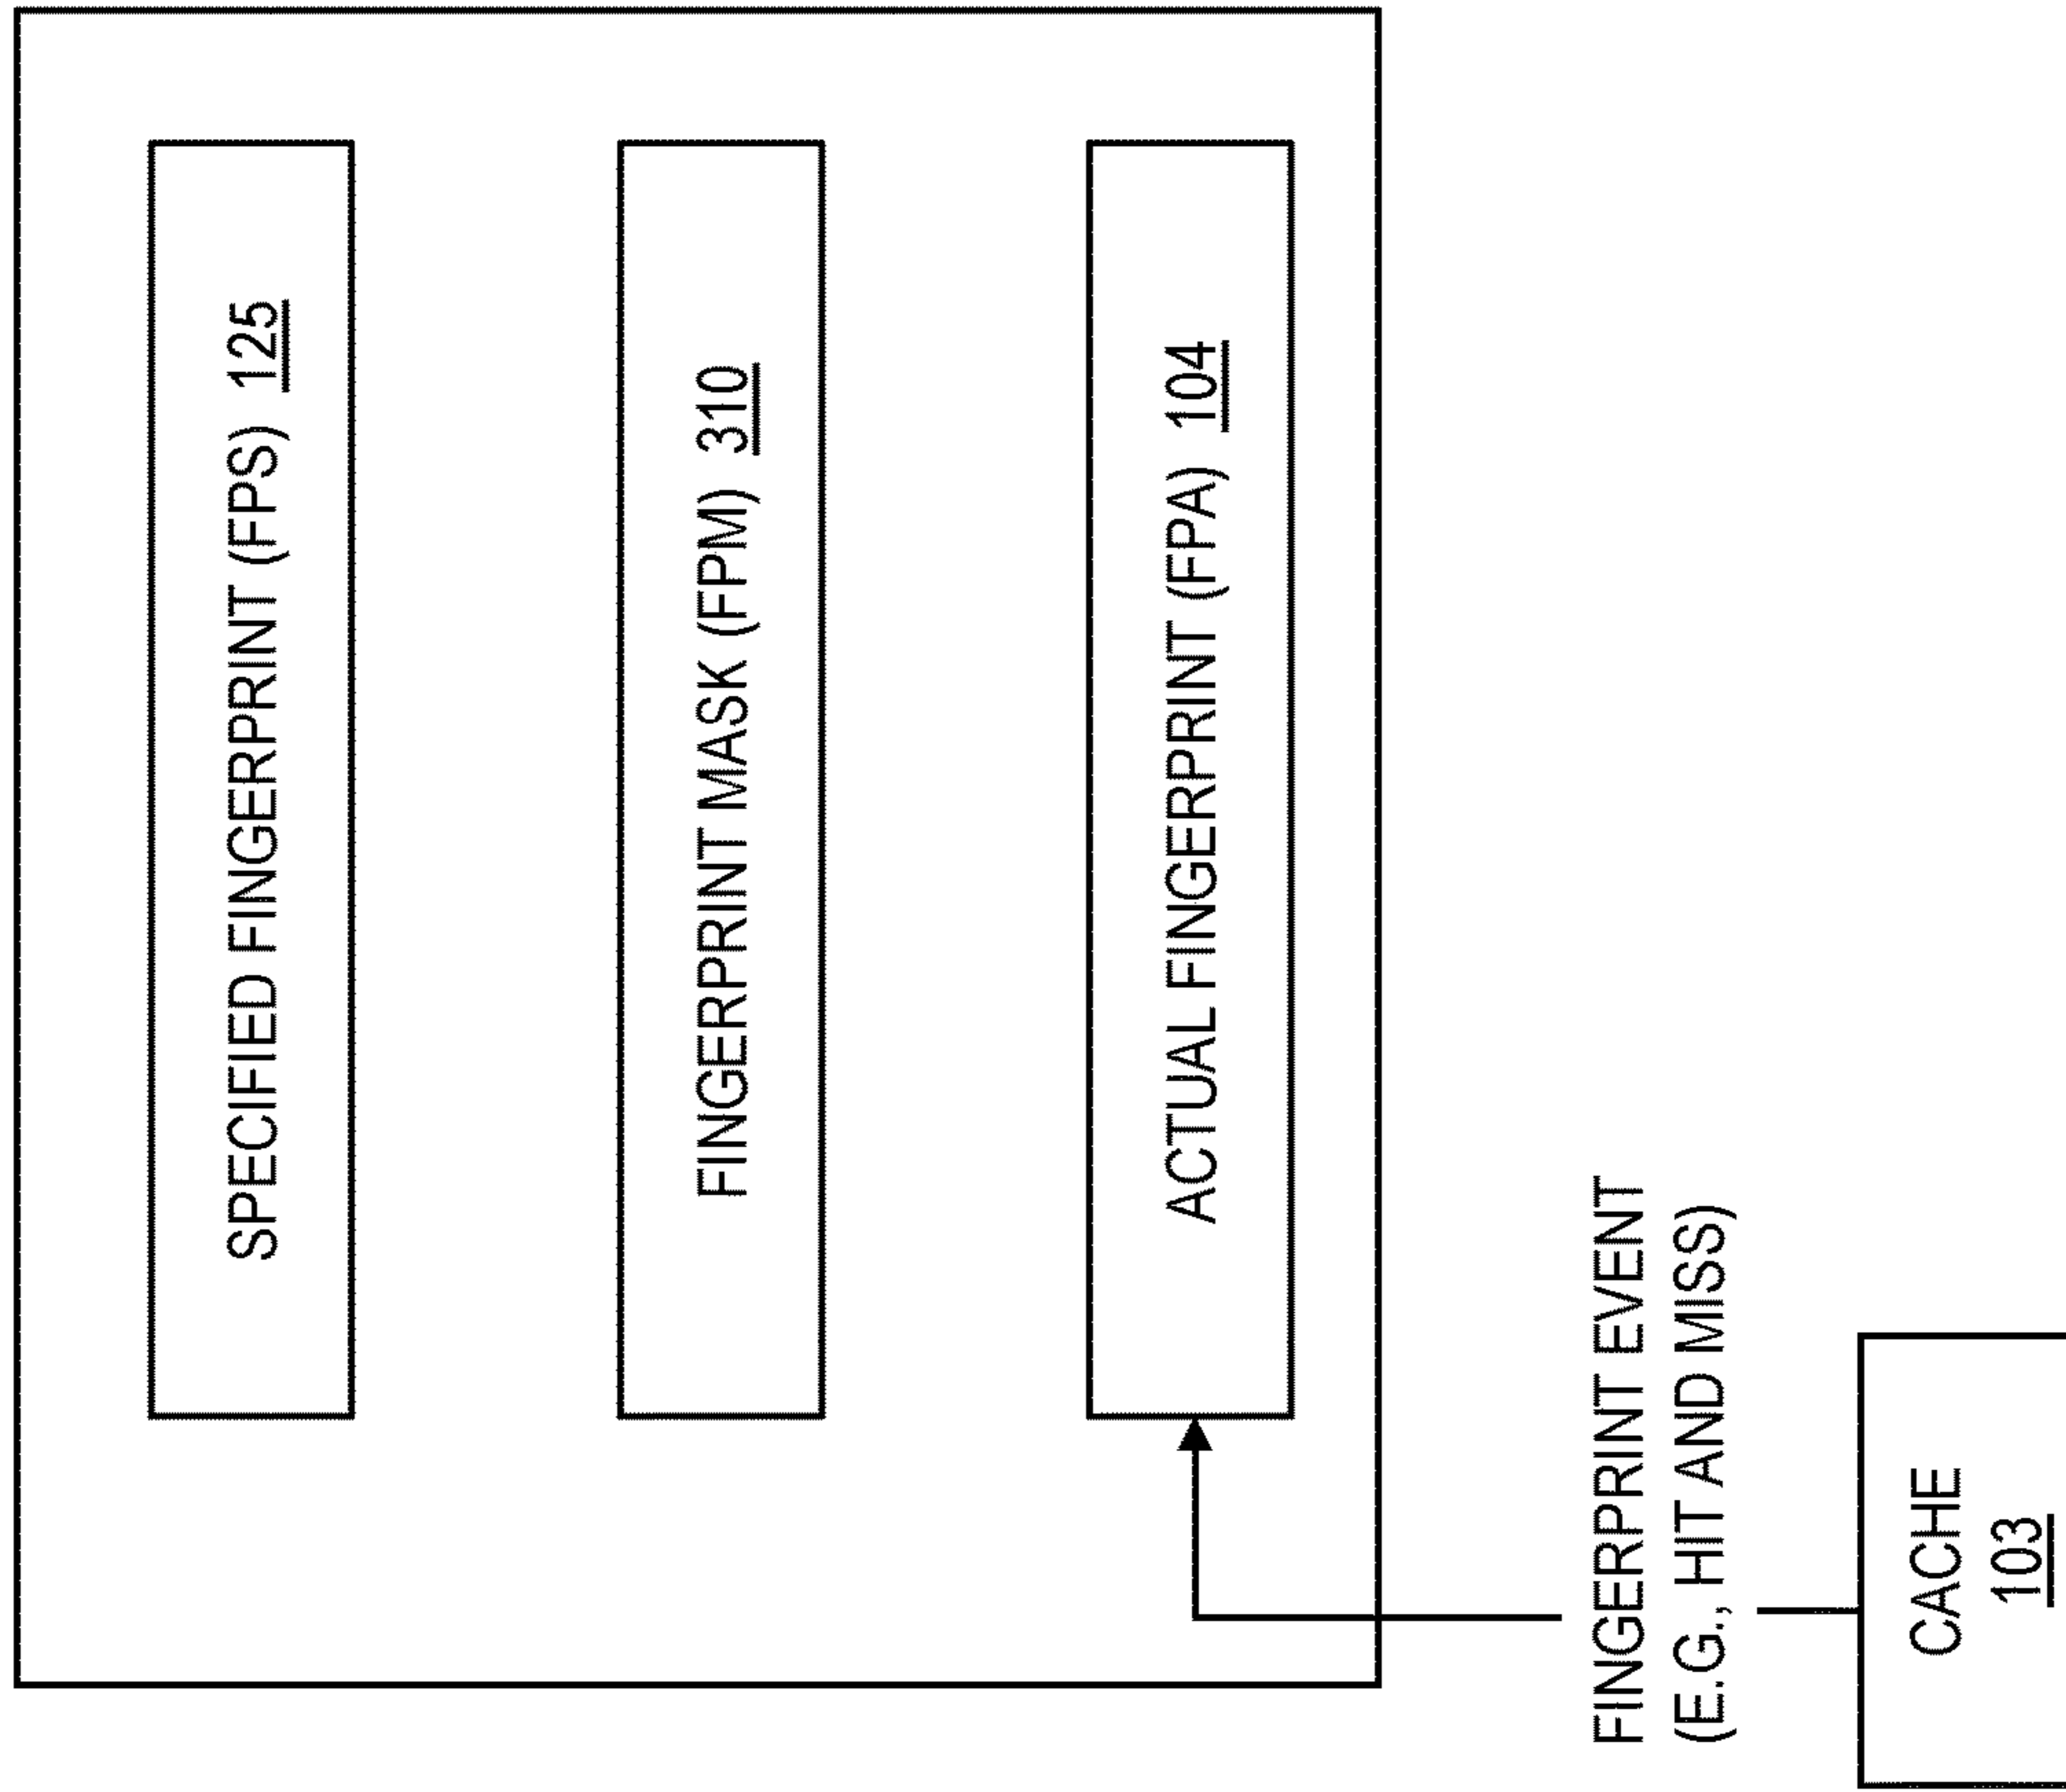 SPECIFIED FINGERPRINT (FPS) 125
FINGERPRINT MASK (FPM) 310
ACTUAL FINGERPRINT (FPA) 104
FINGERPRINT EVENT
(E.G., HIT AND MISS)
CACHE
103